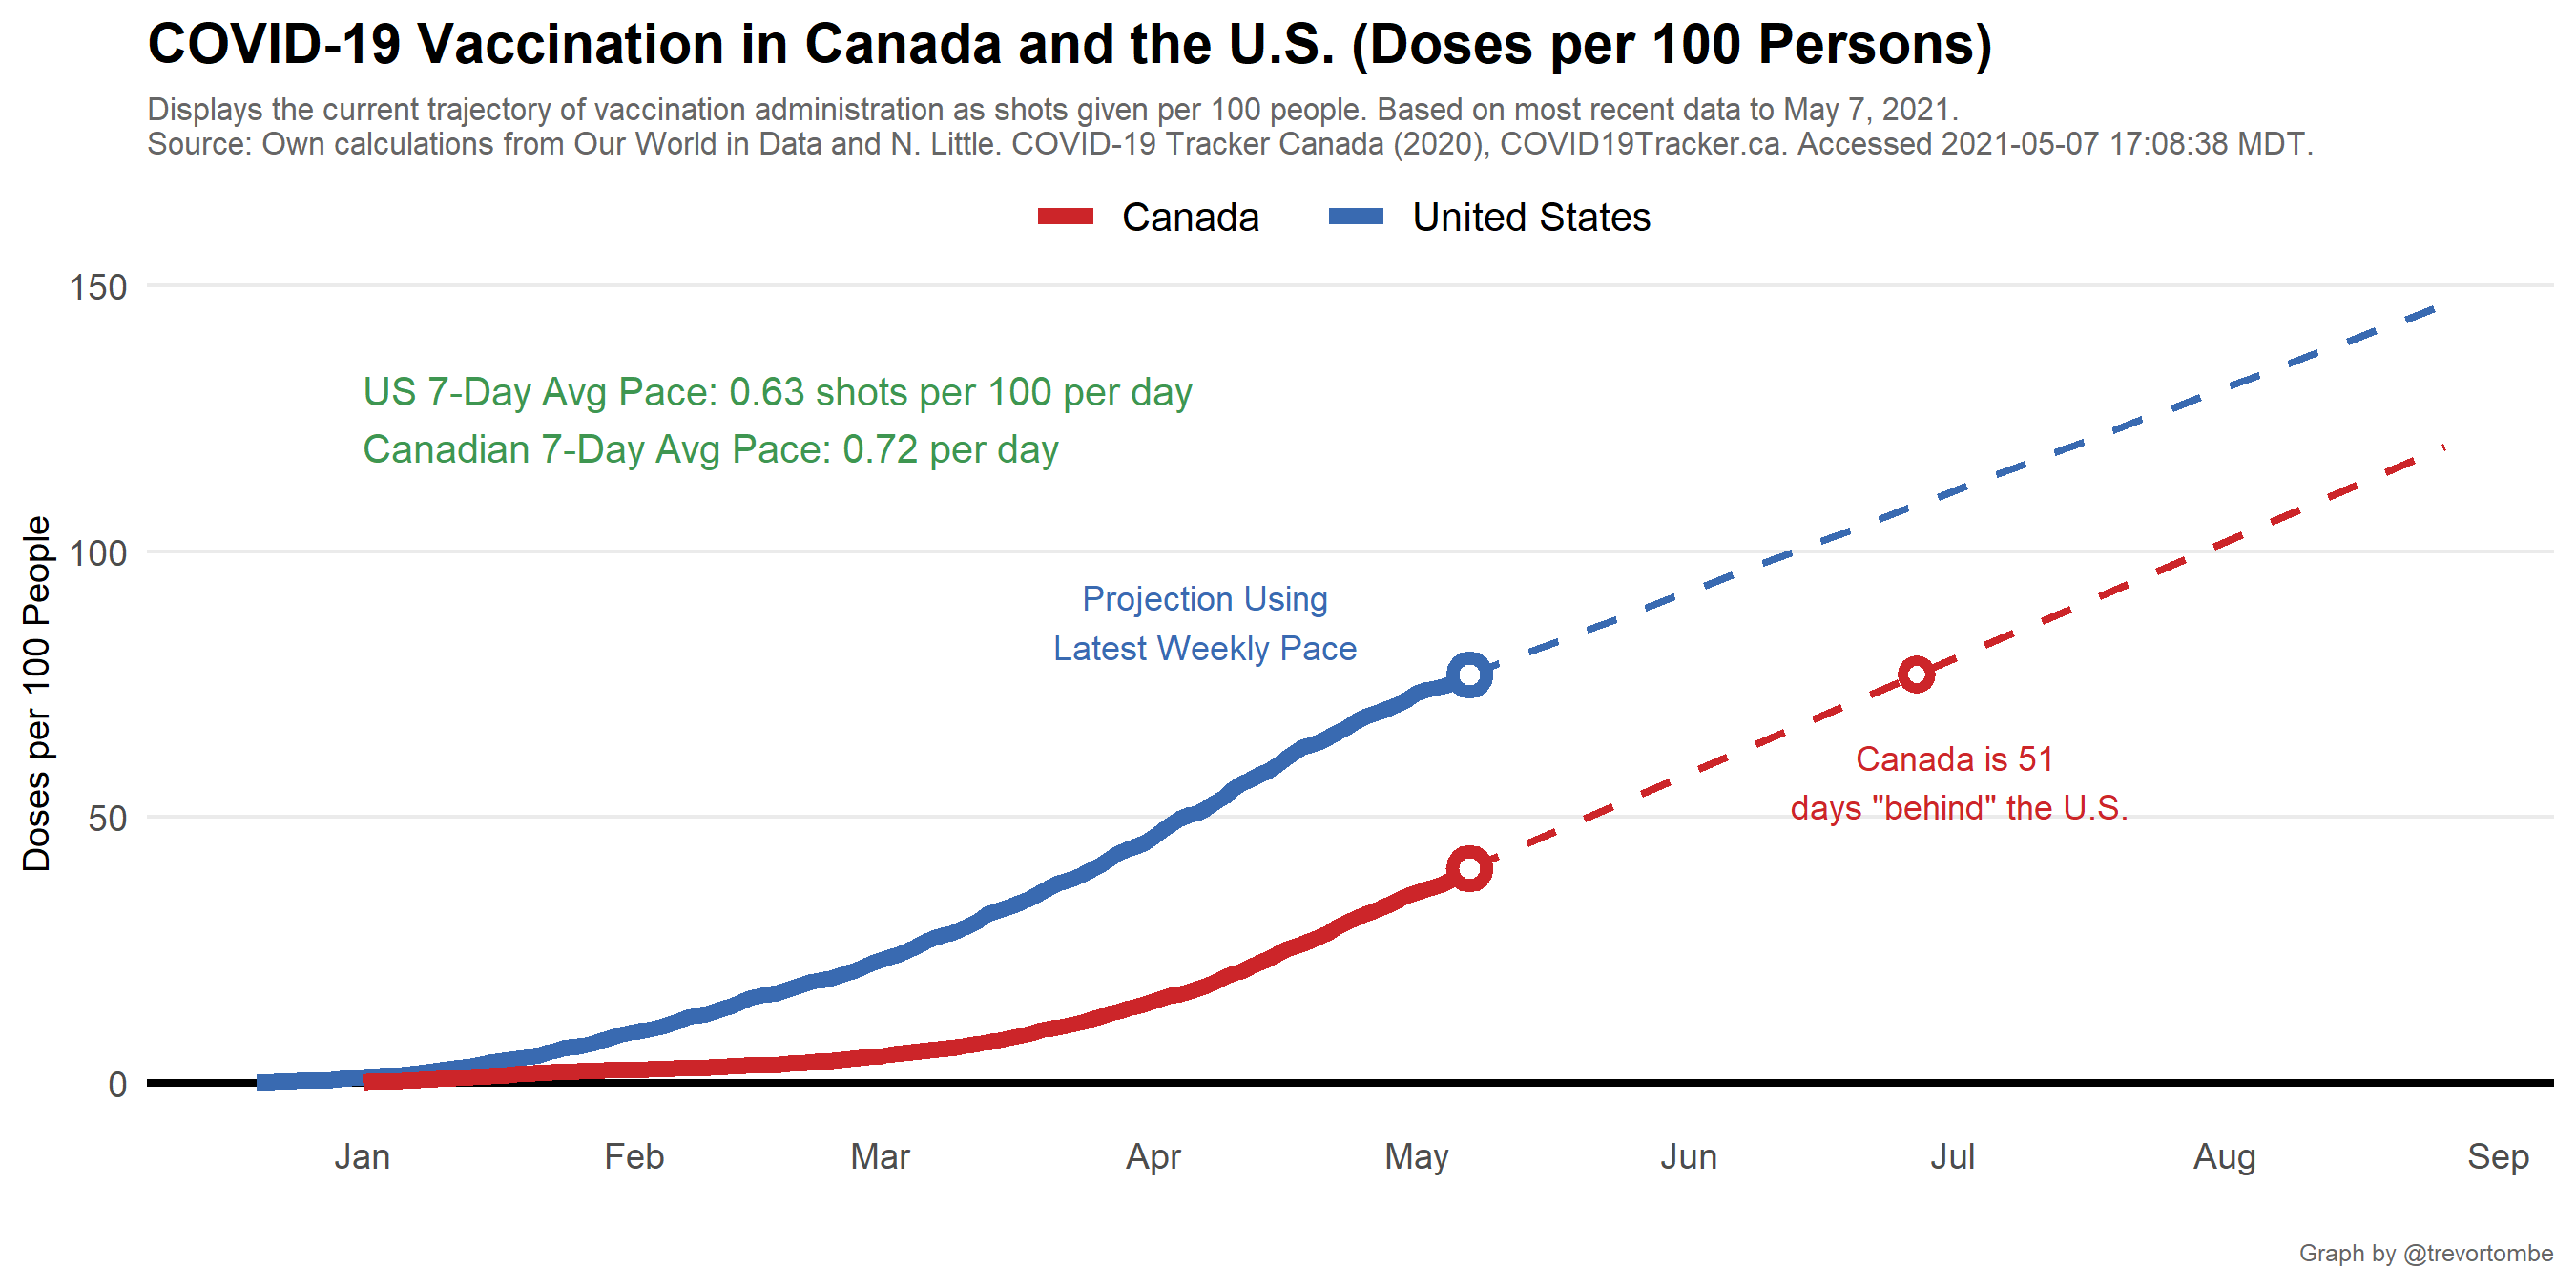 COVID-19 Vaccination in Canada and the U.S. (Doses per 100 Persons)
Displays the current trajectory of vaccination administration as shots given per 100 people. Based on most recent data to May 7, 2021.
Source: Own calculations from Our World in Data and N. Little. COVID-19 Tracker Canada (2020), COVID19Tracker.ca. Accessed 2021-05-07 17:08:38 MDT.
Canada United States
150
US 7-Day Avg Pace: 0.63 shots per 100 per day
Canadian 7-Day Avg Pace: 0.72 per day
Doses per 100 People
100
Projection Using
Latest Weekly Pace
Canada is 51
days "behind" the U.S.
50
0
Jan Feb Mar Apr May Jun Jul Aug Sep
Graph by @trevortombe